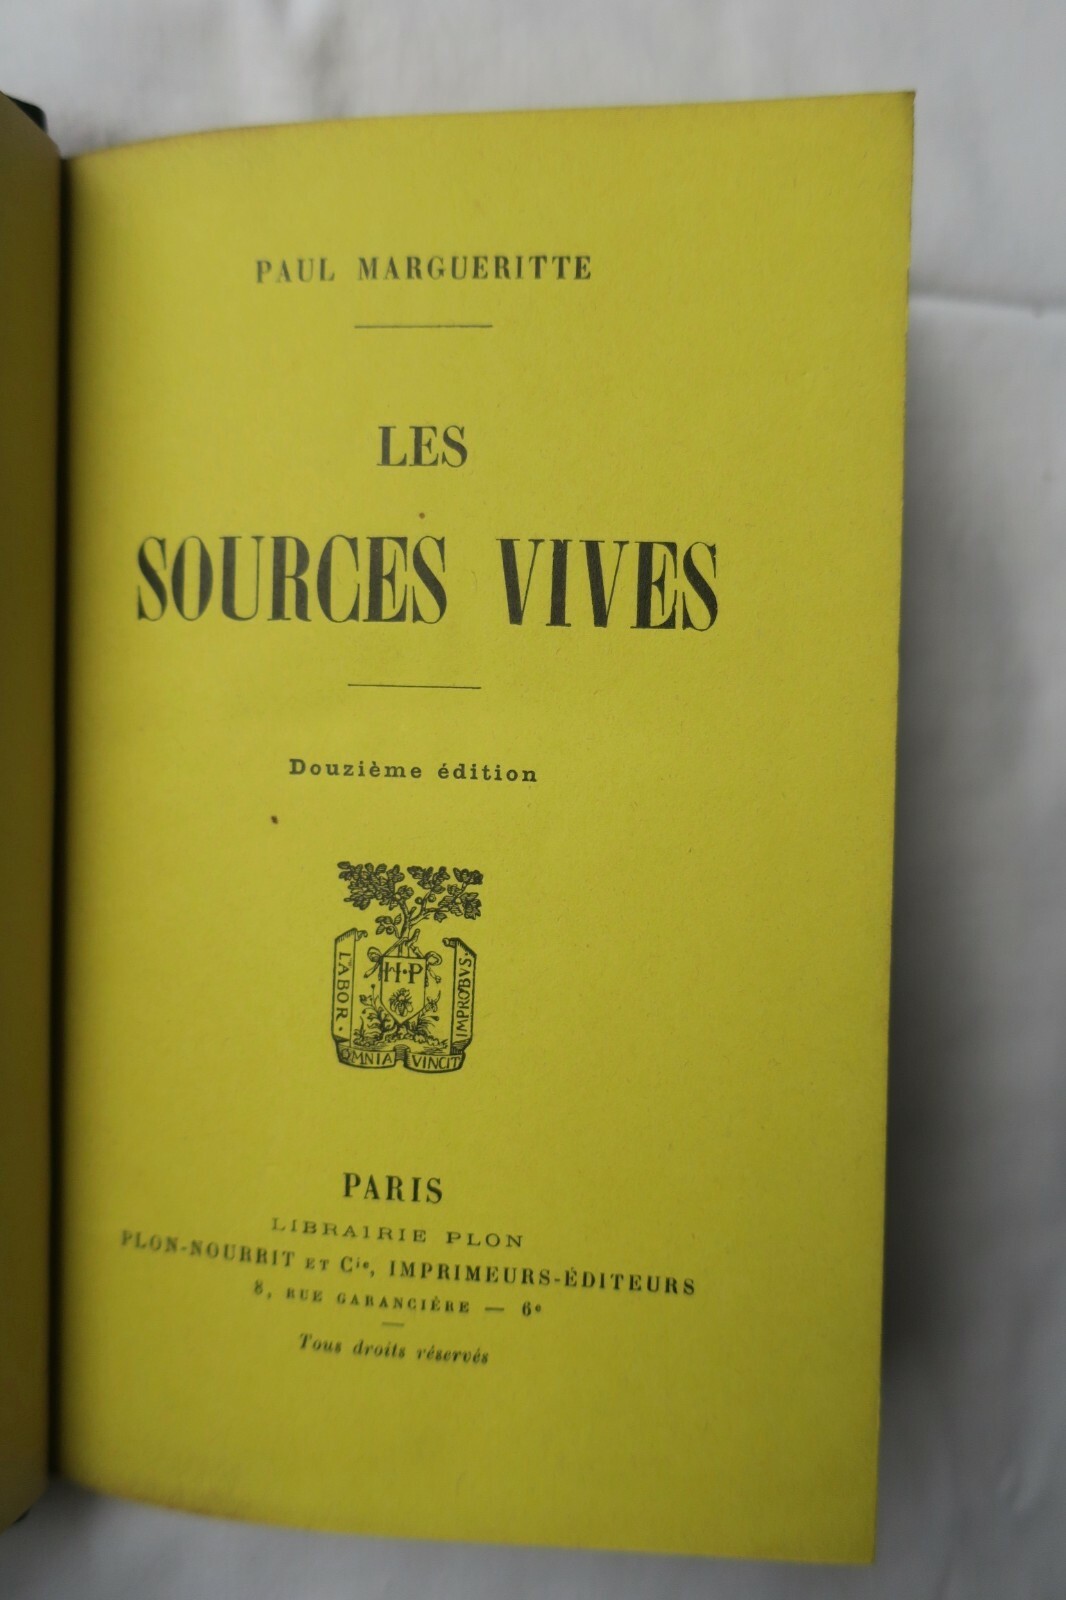 PAUL MARGUERITTE
LES
SOURCES VIVES
Douzième édition
LABOR.
H·P
IMPROBVS.
OMNIA VINCIT
PARIS
LIBRAIRIE PLON
PLON-NOURRIT ET Cie, IMPRIMEURS-ÉDITEURS
8, RUE GARANCIÈRE — 6e
Tous droits réservés